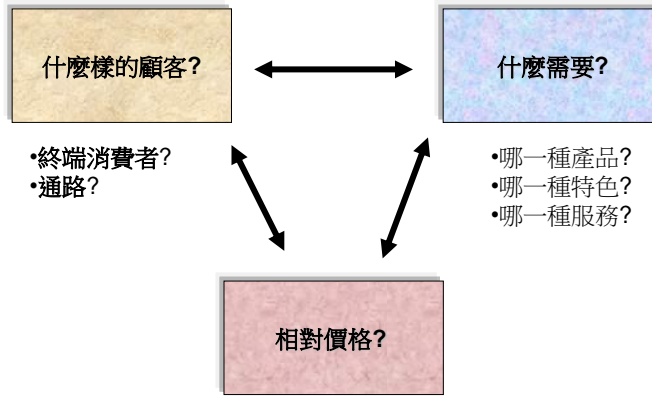 什麼樣的顧客?
什麼需要?
•終端消費者?
•通路?
•哪一種產品?
•哪一種特色?
•哪一種服務?
相對價格?